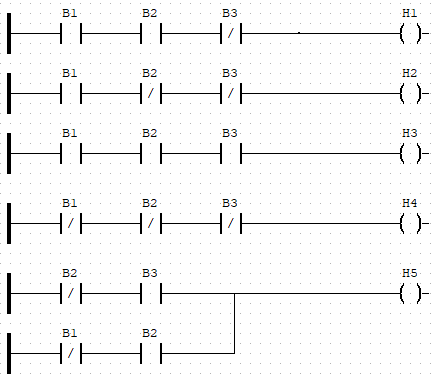 B1 B2 B3 H1
/
B1 B2 B3 H2
/ /
B1 B2 B3 H3
B1 B2 B3 H4
/ / /
B2 B3 H5
/
B1 B2
/